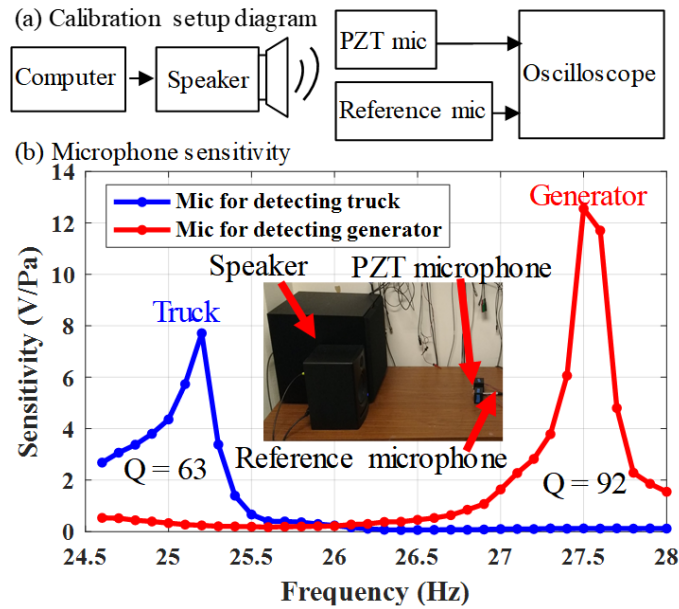 (a) Calibration setup diagram
Computer
Speaker
PZT mic
Reference mic
Oscilloscope
(b) Microphone sensitivity
14
12
10
8
6
4
2
0
Sensitivity (V/Pa)
Mic for detecting truck
Mic for detecting generator
Generator
Speaker
PZT microphone
Truck
Reference microphone
Q = 63
Q = 92
24.5 25 25.5 26 26.5 27 27.5 28
Frequency (Hz)